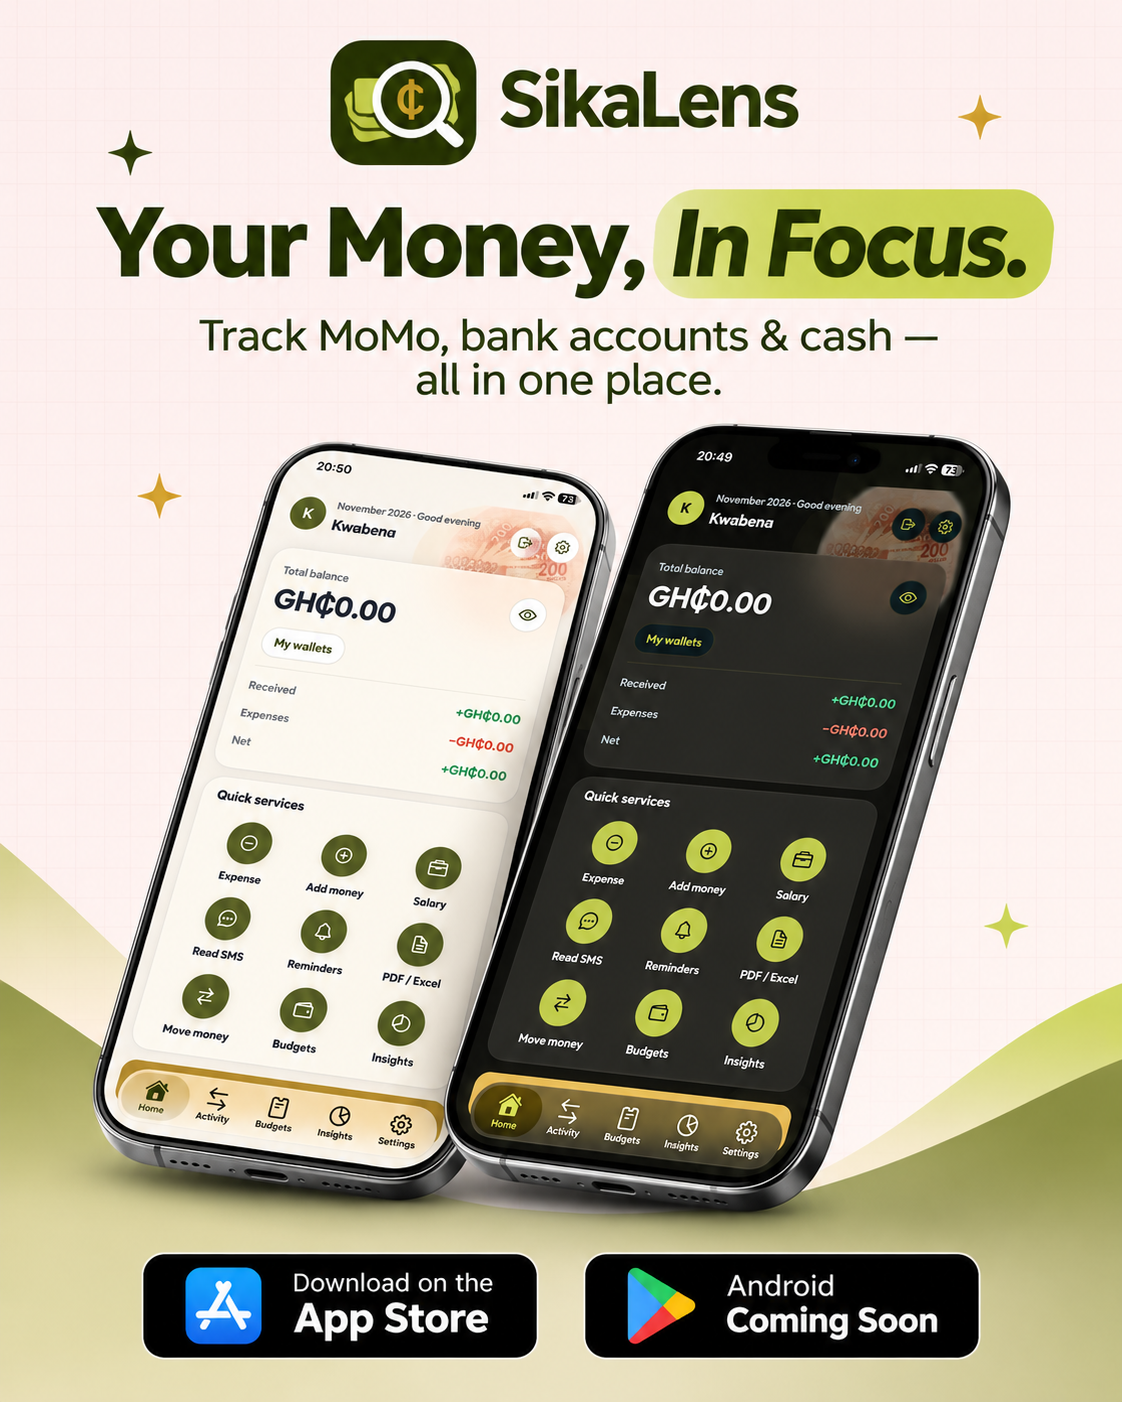 ₵
SikaLens
Your Money, In Focus.
Track MoMo, bank accounts & cash —
all in one place.
20:50
73
K
November 2026 · Good evening
Kwabena
200
Total balance
GH₵0.00
My wallets
Received
+GH₵0.00
Expenses
−GH₵0.00
Net
+GH₵0.00
Quick services
Expense
Add money
Salary
Read SMS
Reminders
PDF / Excel
Move money
Budgets
Insights
Home
Activity
Budgets
Insights
Settings
20:49
73
K
November 2026 · Good evening
Kwabena
200
Total balance
GH₵0.00
My wallets
Received
+GH₵0.00
Expenses
−GH₵0.00
Net
+GH₵0.00
Quick services
Expense
Add money
Salary
Read SMS
Reminders
PDF / Excel
Move money
Budgets
Insights
Home
Activity
Budgets
Insights
Settings
Download on the
App Store
Android
Coming Soon